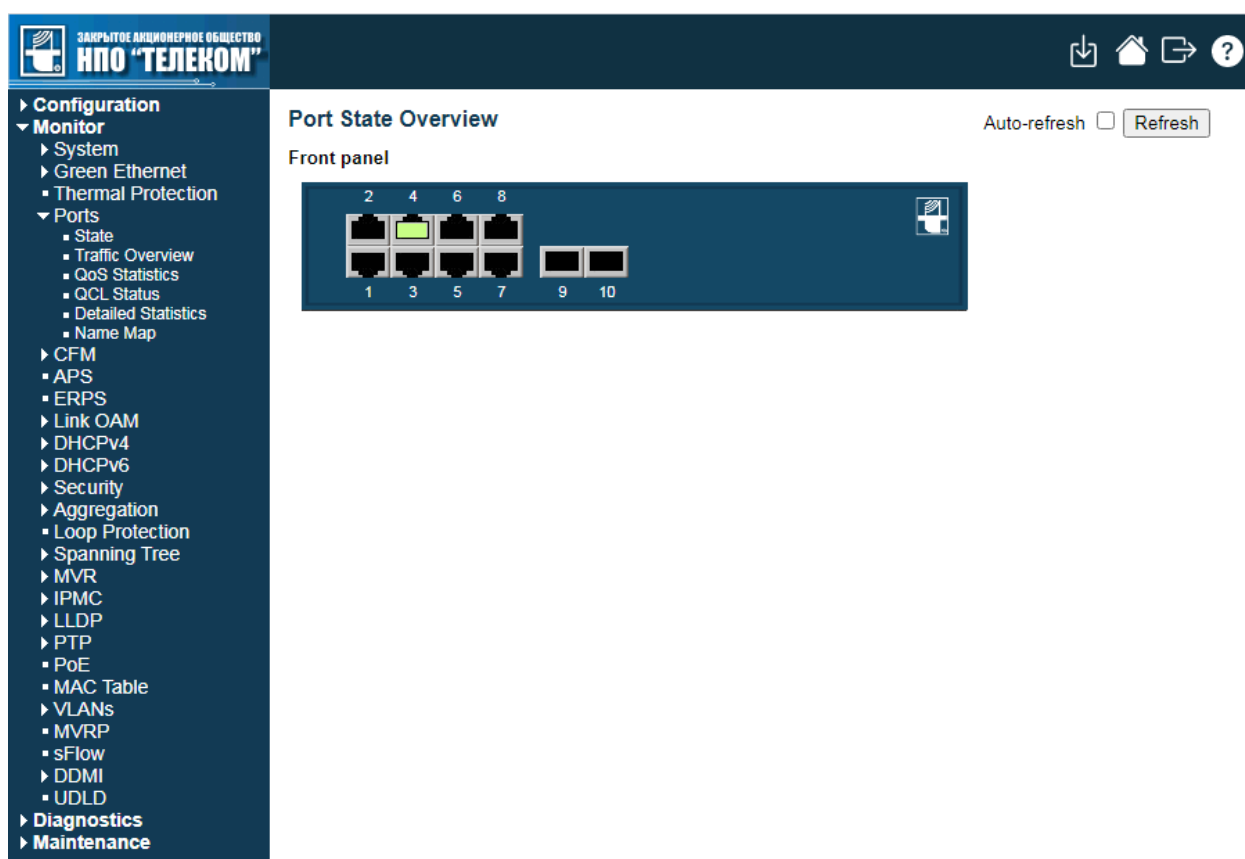 ЗАКРЫТОЕ АКЦИОНЕРНОЕ ОБЩЕСТВО
НПО “ТЕЛЕКОМ”
?
Configuration
Monitor
System
Green Ethernet
Thermal Protection
Ports
State
Traffic Overview
QoS Statistics
QCL Status
Detailed Statistics
Name Map
CFM
APS
ERPS
Link OAM
DHCPv4
DHCPv6
Security
Aggregation
Loop Protection
Spanning Tree
MVR
IPMC
LLDP
PTP
PoE
MAC Table
VLANs
MVRP
sFlow
DDMI
UDLD
Diagnostics
Maintenance
Port State Overview
Auto-refresh Refresh
Front panel
2 4 6 8
1 3 5 7 9 10